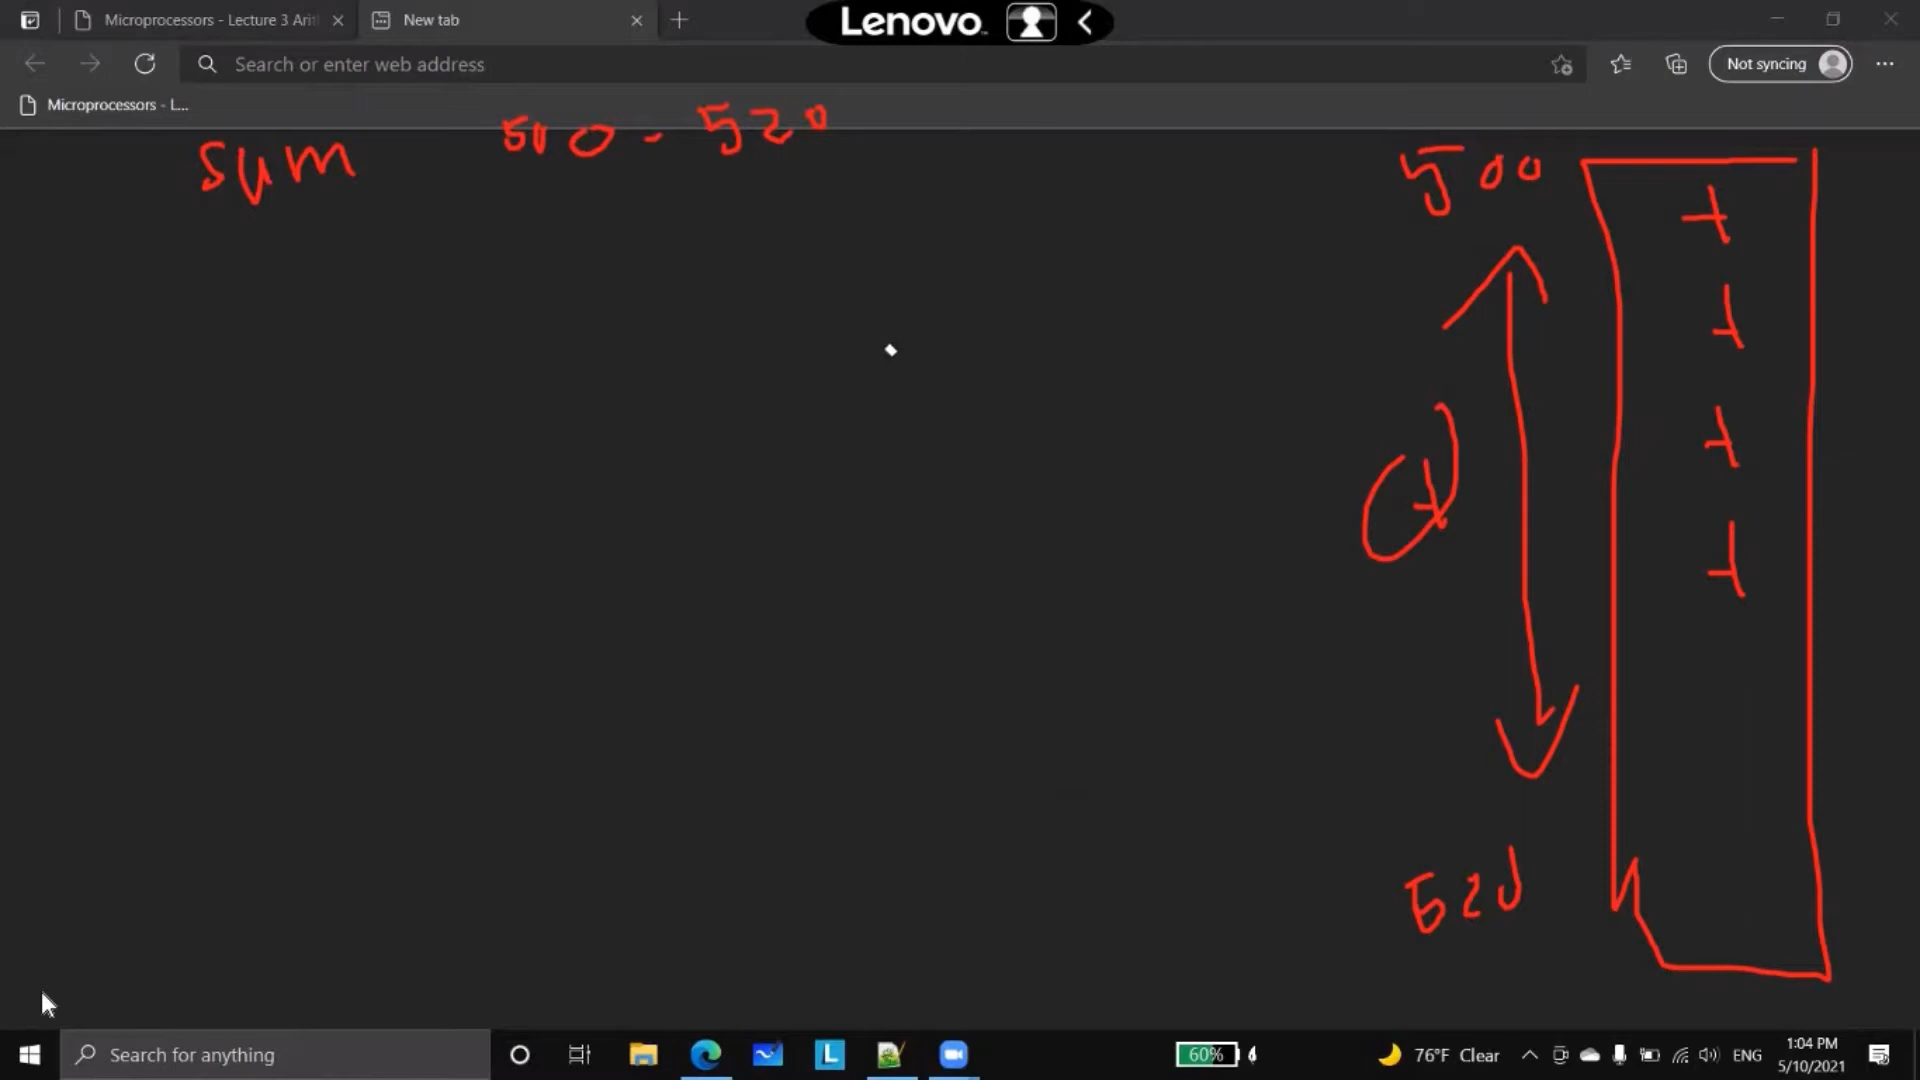 Microprocessors - Lecture 3 Arit
New tab
Lenovo
Search or enter web address
Not syncing
Microprocessors - L...
sum 500 - 520
500
+
+
+
+
+
520
Search for anything
L
60%
76°F Clear
ENG
1:04 PM
5/10/2021